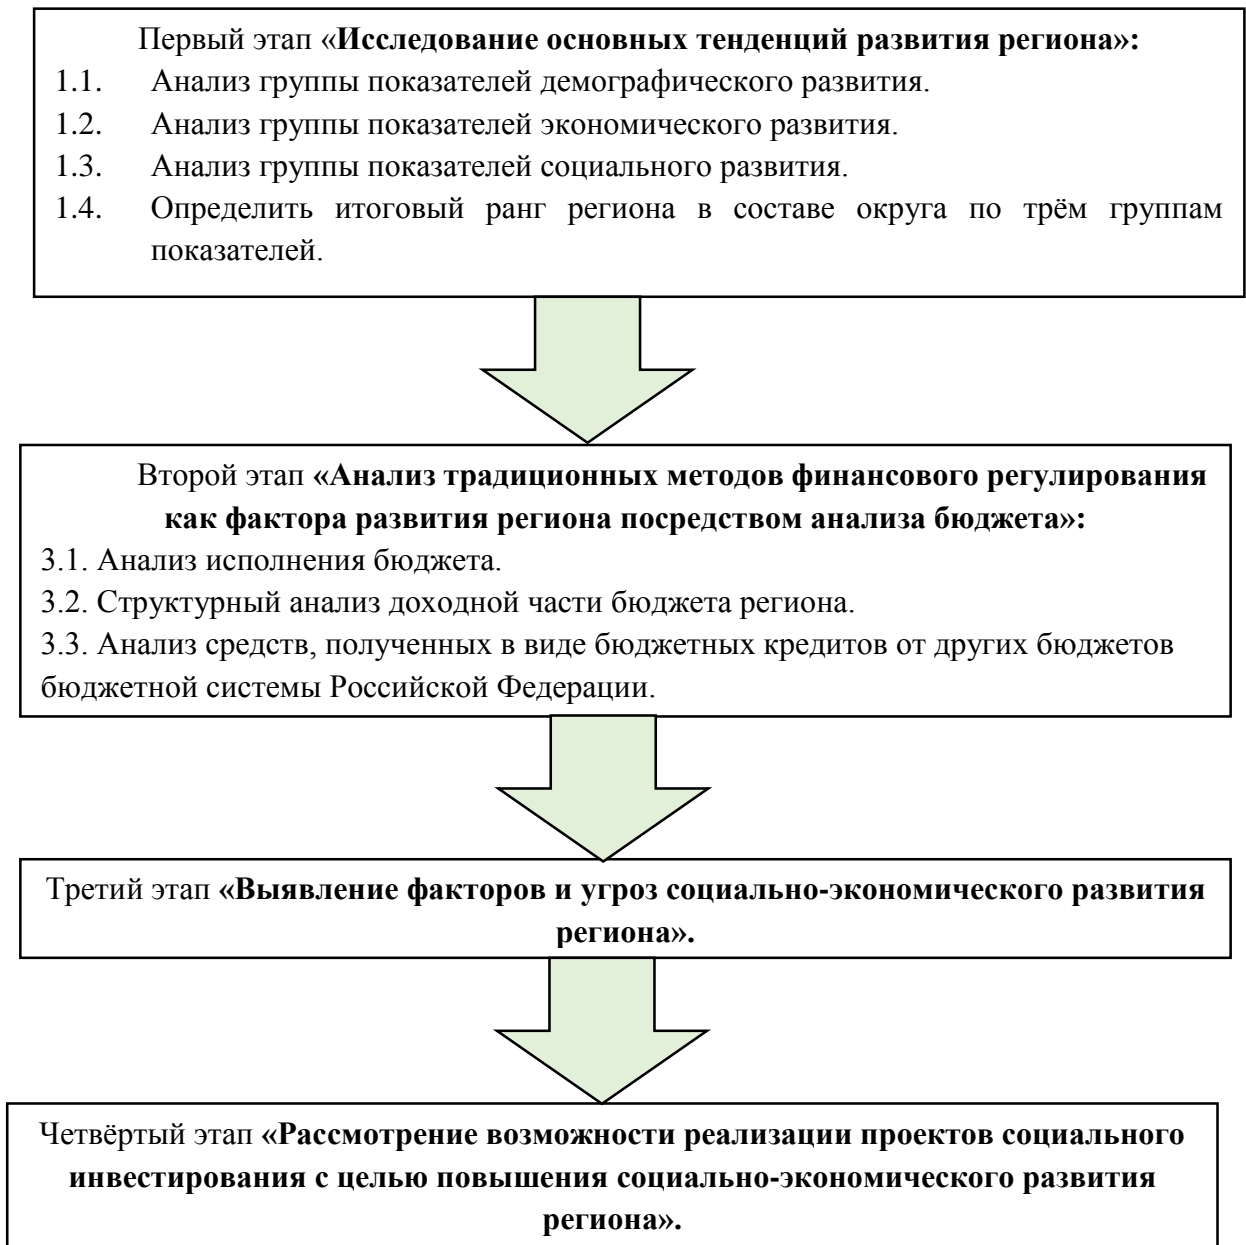 Первый этап «Исследование основных тенденций развития региона»:
1.1. Анализ группы показателей демографического развития.
1.2. Анализ группы показателей экономического развития.
1.3. Анализ группы показателей социального развития.
1.4. Определить итоговый ранг региона в составе округа по трём группам
показателей.
Второй этап «Анализ традиционных методов финансового регулирования
как фактора развития региона посредством анализа бюджета»:
3.1. Анализ исполнения бюджета.
3.2. Структурный анализ доходной части бюджета региона.
3.3. Анализ средств, полученных в виде бюджетных кредитов от других бюджетов
бюджетной системы Российской Федерации.
Третий этап «Выявление факторов и угроз социально-экономического развития
региона».
Четвёртый этап «Рассмотрение возможности реализации проектов социального
инвестирования с целью повышения социально-экономического развития
региона».